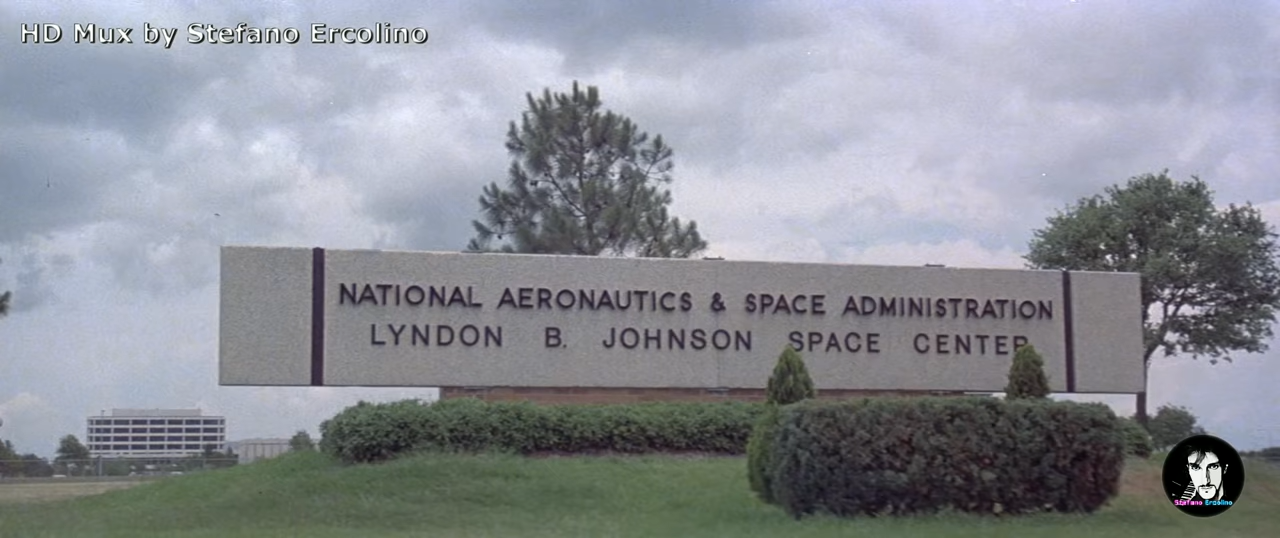 HD Mux by Stefano Ercolino
NATIONAL AERONAUTICS & SPACE ADMINISTRATION
LYNDON B. JOHNSON SPACE CENTER
Stefano Ercolino